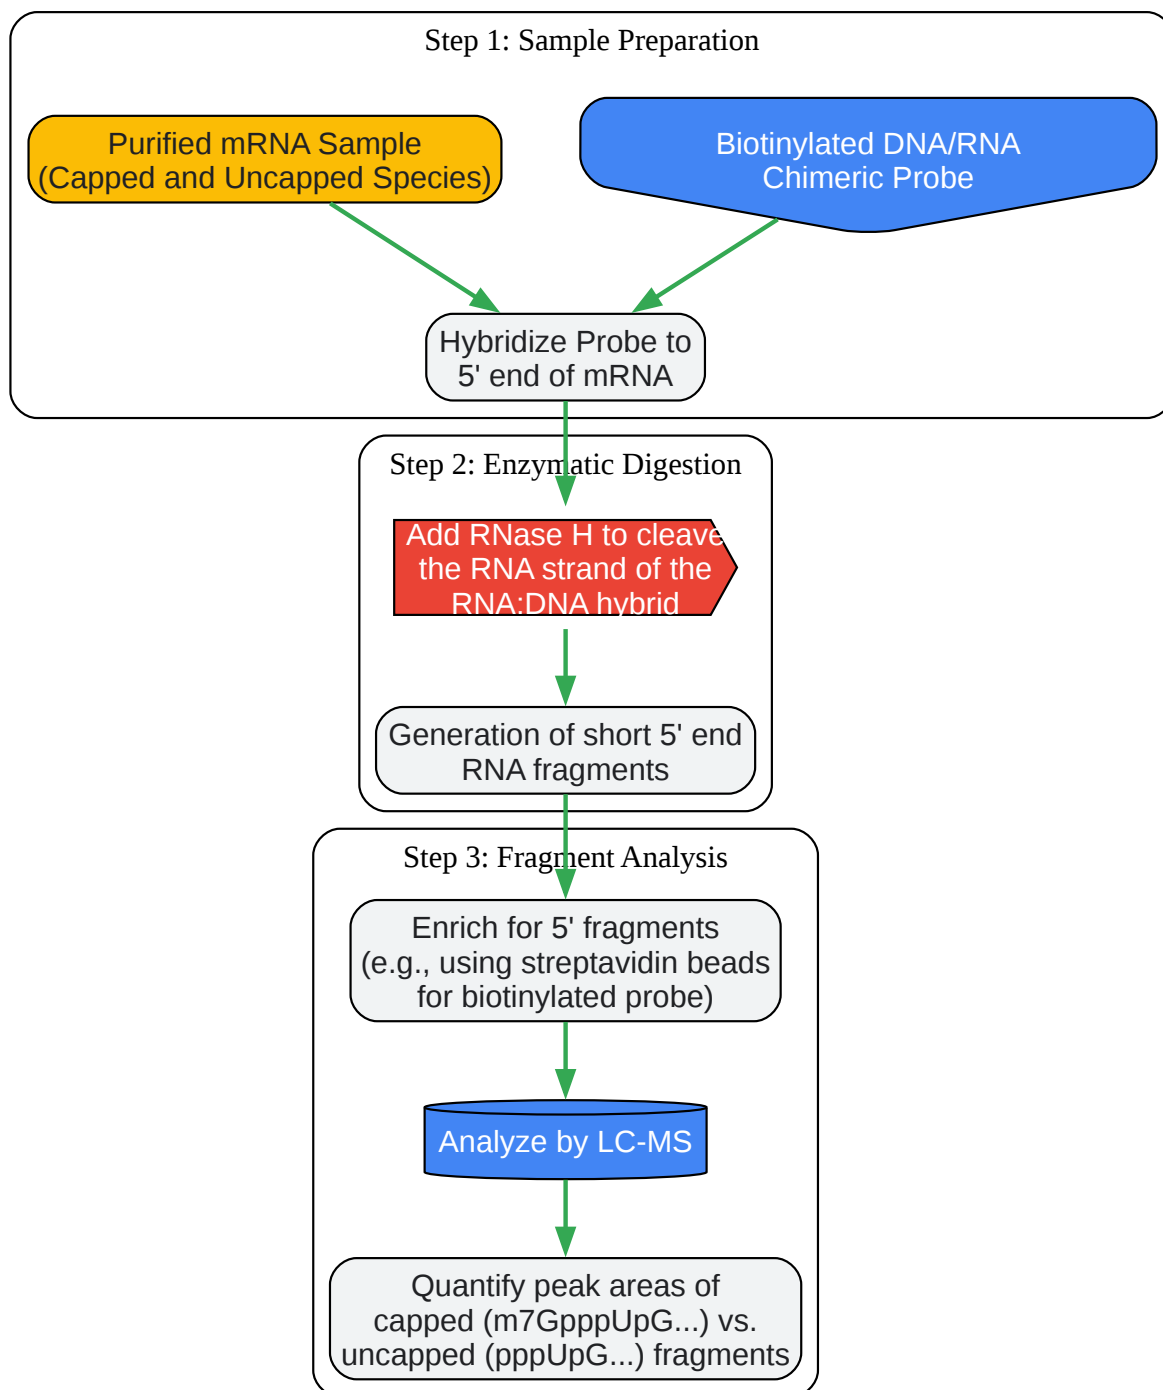 Step 1: Sample Preparation
Purified mRNA Sample
(Capped and Uncapped Species)
Biotinylated DNA/RNA
Chimeric Probe
Hybridize Probe to
5' end of mRNA
Step 2: Enzymatic Digestion
Add RNase H to cleave
the RNA strand of the
RNA:DNA hybrid
Generation of short 5' end
RNA fragments
Step 3: Fragment Analysis
Enrich for 5' fragments
(e.g., using streptavidin beads
for biotinylated probe)
Analyze by LC-MS
Quantify peak areas of
capped (m7GpppUpG...) vs.
uncapped (pppUpG...) fragments